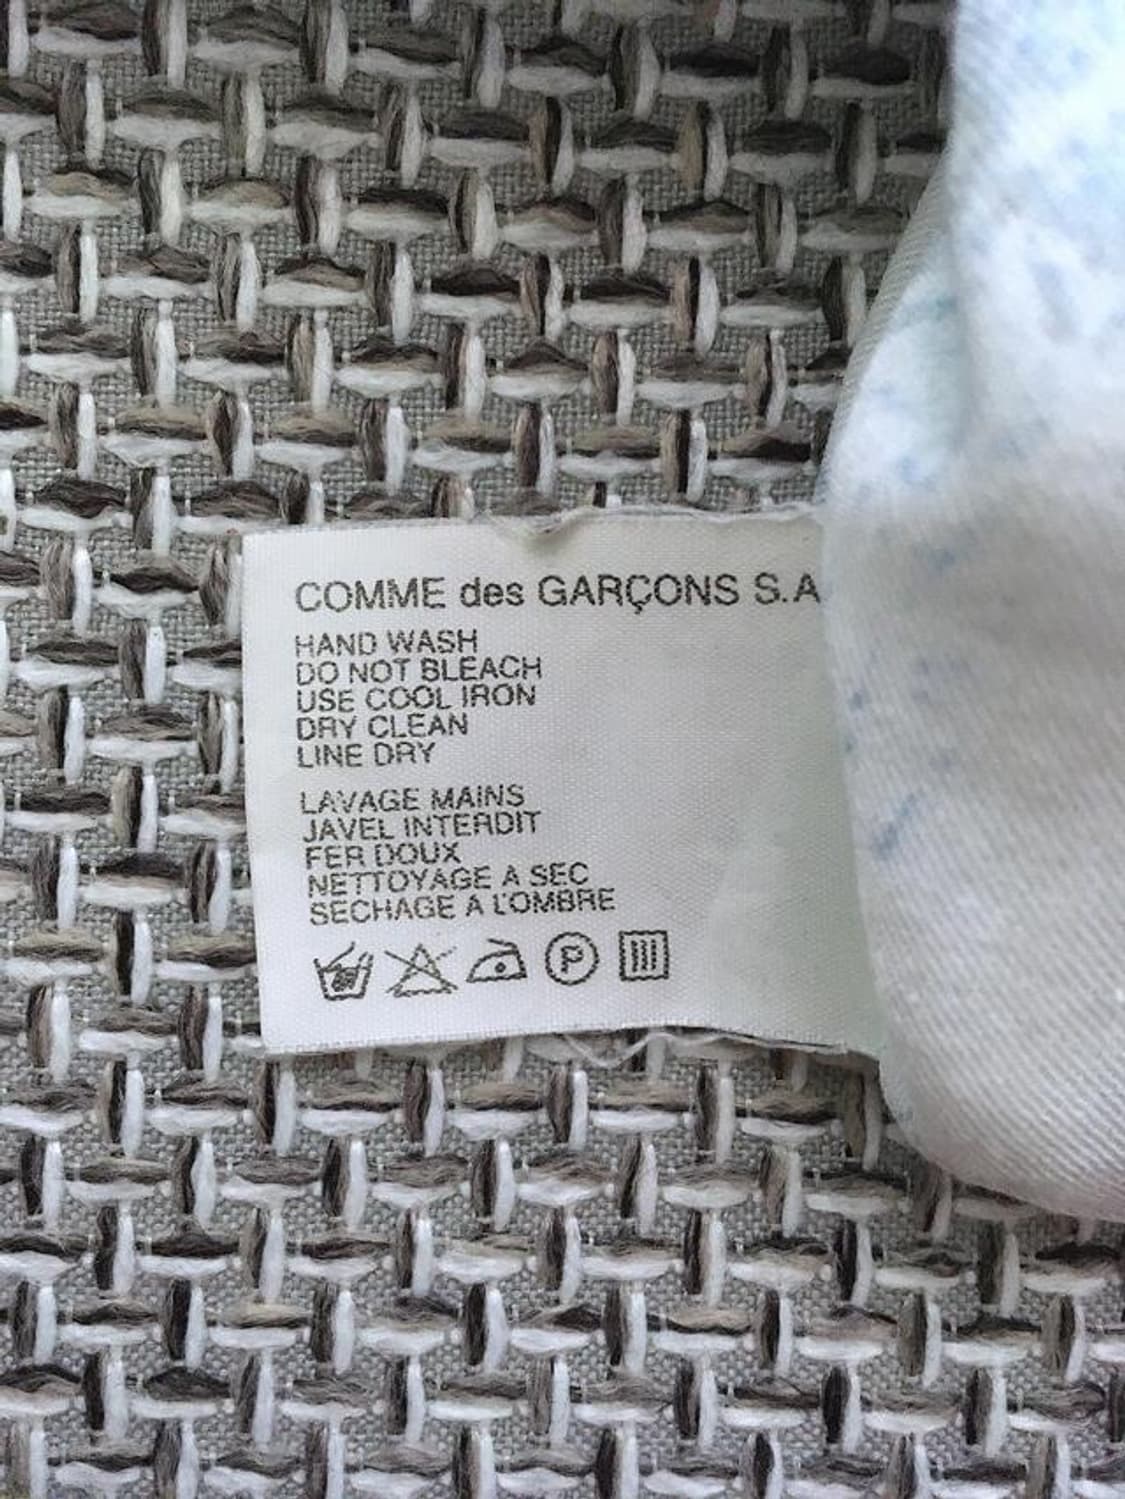 COMME des GARÇONS S.A
HAND WASH
DO NOT BLEACH
USE COOL IRON
DRY CLEAN
LINE DRY
LAVAGE MAINS
JAVEL INTERDIT
FER DOUX
NETTOYAGE A SEC
SECHAGE A L'OMBRE
P